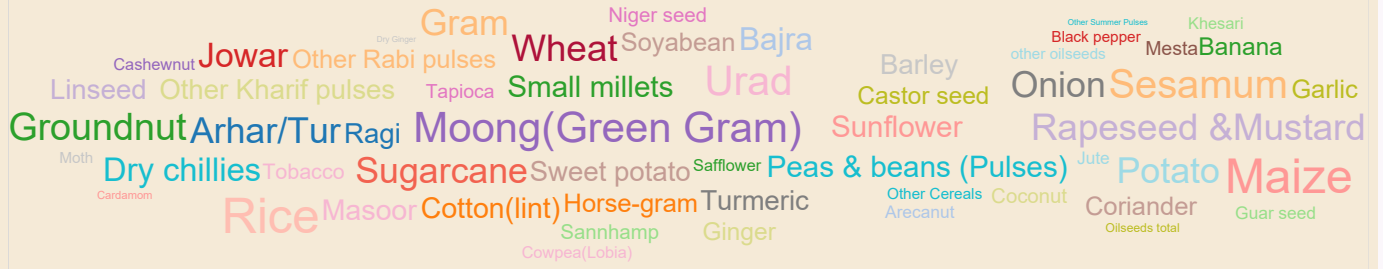 Niger seed
Gram
Other Summer Pulses
Khesari
Dry Ginger
Wheat
Soyabean
Bajra
Black pepper
Cashewnut
Jowar
Other Rabi pulses
other oilseeds
Mesta
Banana
Barley
Linseed
Other Kharif pulses
Tapioca
Small millets
Urad
Castor seed
Onion
Sesamum
Garlic
Groundnut
Arhar/Tur
Ragi
Moong(Green Gram)
Sunflower
Rapeseed &Mustard
Moth
Dry chillies
Tobacco
Sugarcane
Sweet potato
Safflower
Peas & beans (Pulses)
Jute
Potato
Maize
Cardamom
Other Cereals
Coconut
Rice
Masoor
Cotton(lint)
Horse-gram
Turmeric
Arecanut
Coriander
Guar seed
Sannhamp
Ginger
Oilseeds total
Cowpea(Lobia)